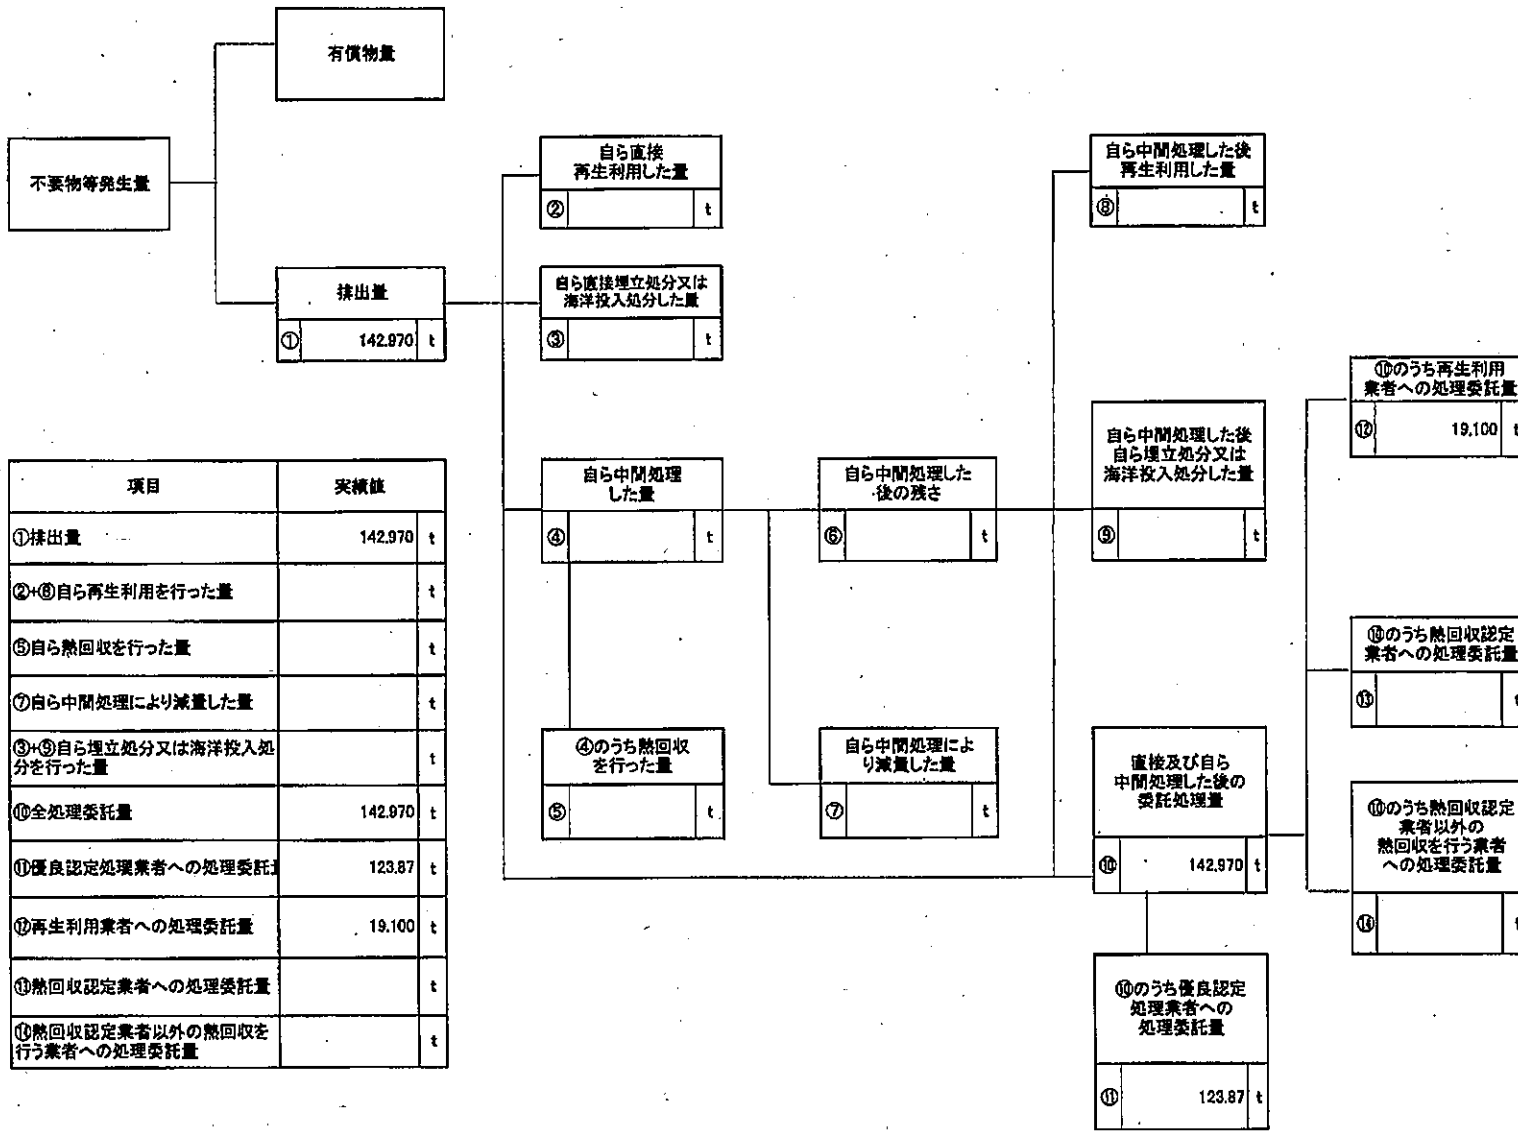 有償物量
不要物等発生量
排出量
① 142.970 t
自ら直接
再生利用した量
② t
自ら直接埋立処分又は
海洋投入処分した量
③ t
自ら中間処理
した量
④ t
④のうち熱回収
を行った量
⑤ t
自ら中間処理した
後の残さ
⑥ t
自ら中間処理によ
り減量した量
⑦ t
自ら中間処理した後
再生利用した量
⑧ t
自ら中間処理した後
自ら埋立処分又は
海洋投入処分した量
⑨ t
直接及び自ら
中間処理した後の
委託処理量
⑩ 142.970 t
⑩のうち優良認定
処理業者への
処理委託量
⑪ 123.87 t
⑩のうち再生利用
業者への処理委託量
⑫ 19.100 t
⑩のうち熱回収認定
業者への処理委託量
⑬ t
⑩のうち熱回収認定
業者以外の
熱回収を行う業者
への処理委託量
⑭ t
項目 実績値
①排出量 142.970 t
②+⑧自ら再生利用を行った量 t
⑤自ら熱回収を行った量 t
⑦自ら中間処理により減量した量 t
③+⑨自ら埋立処分又は海洋投入処
分を行った量 t
⑩全処理委託量 142.970 t
⑪優良認定処理業者への処理委託 123.87 t
⑫再生利用業者への処理委託量 19.100 t
⑬熱回収認定業者への処理委託量 t
⑭熱回収認定業者以外の熱回収を
行う業者への処理委託量 t